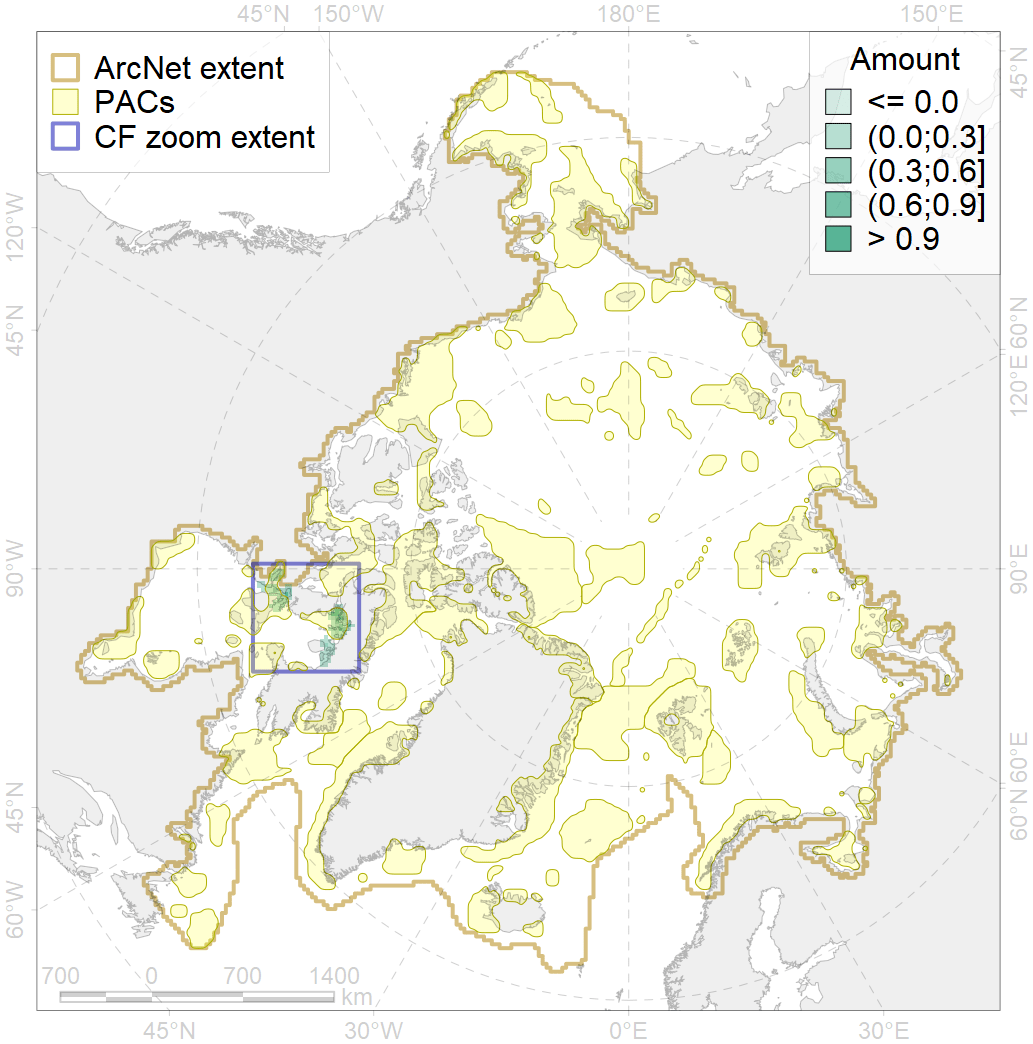 45°N 150°W 180°E 150°E
ArcNet extent
PACs
CF zoom extent
Amount
<= 0.0
(0.0;0.3]
(0.3;0.6]
(0.6;0.9]
> 0.9
45°N
120°W
45°N
60°N
120°E
90°W
90°E
45°N
60°E
60°N
60°W
700 0 700 1400
km
45°N 30°W 0°E 30°E